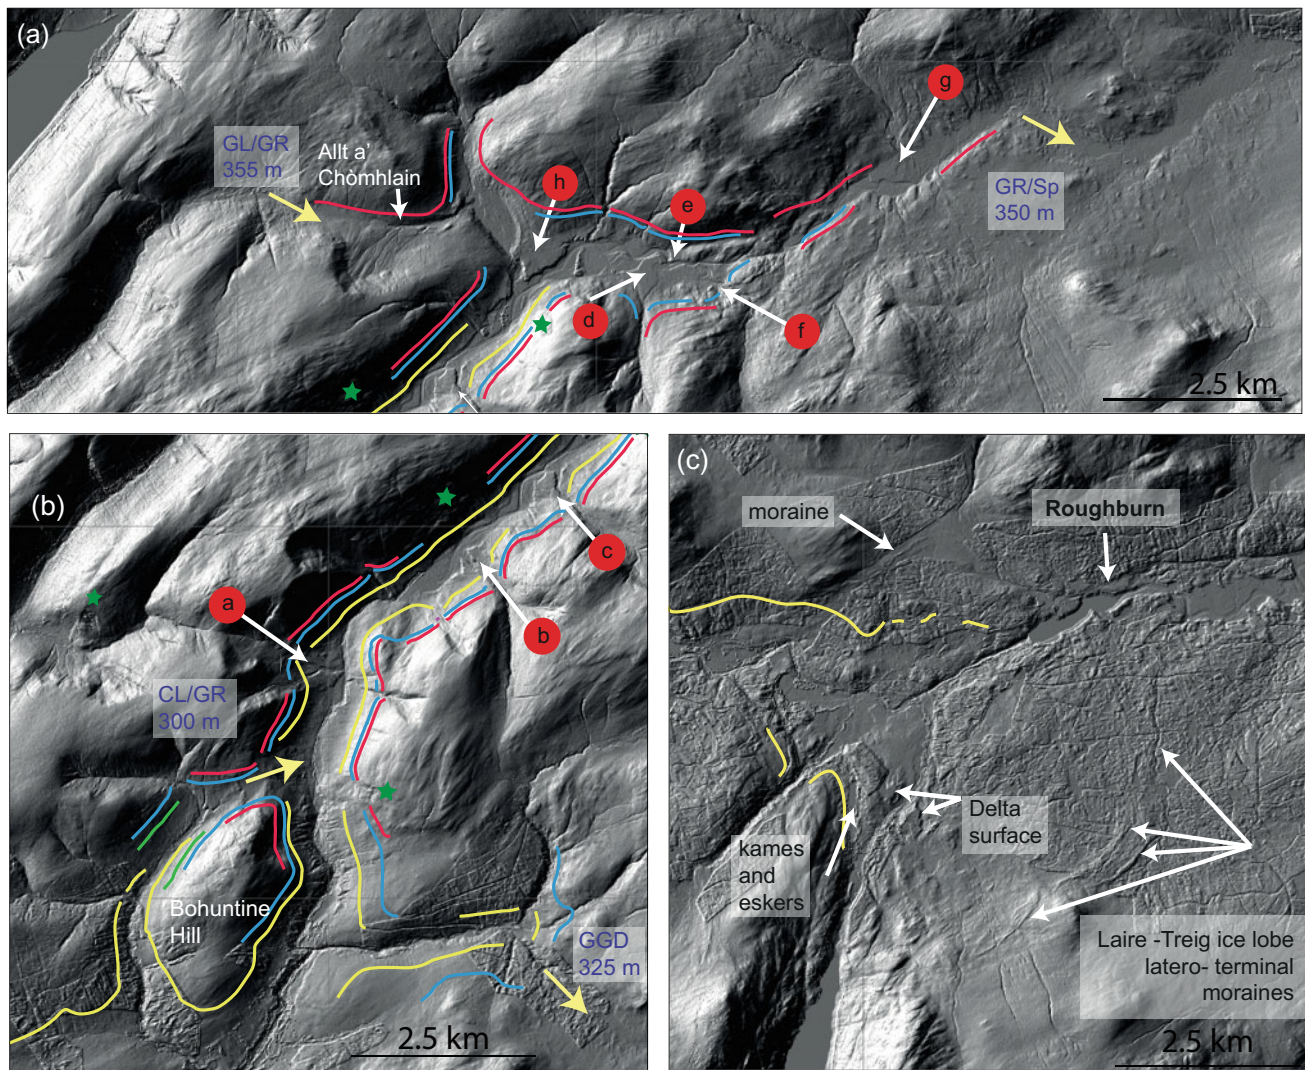 (a)
GL/GR
355 m
Allt a'
Chòmhlain
h
e
g
d
f
GR/Sp
350 m
2.5 km
(b)
a
c
b
CL/GR
300 m
Bohuntine
Hill
GGD
325 m
2.5 km
(c)
moraine
Roughburn
Delta
surface
kames
and
eskers
Laire -Treig ice lobe
latero- terminal
moraines
2.5 km